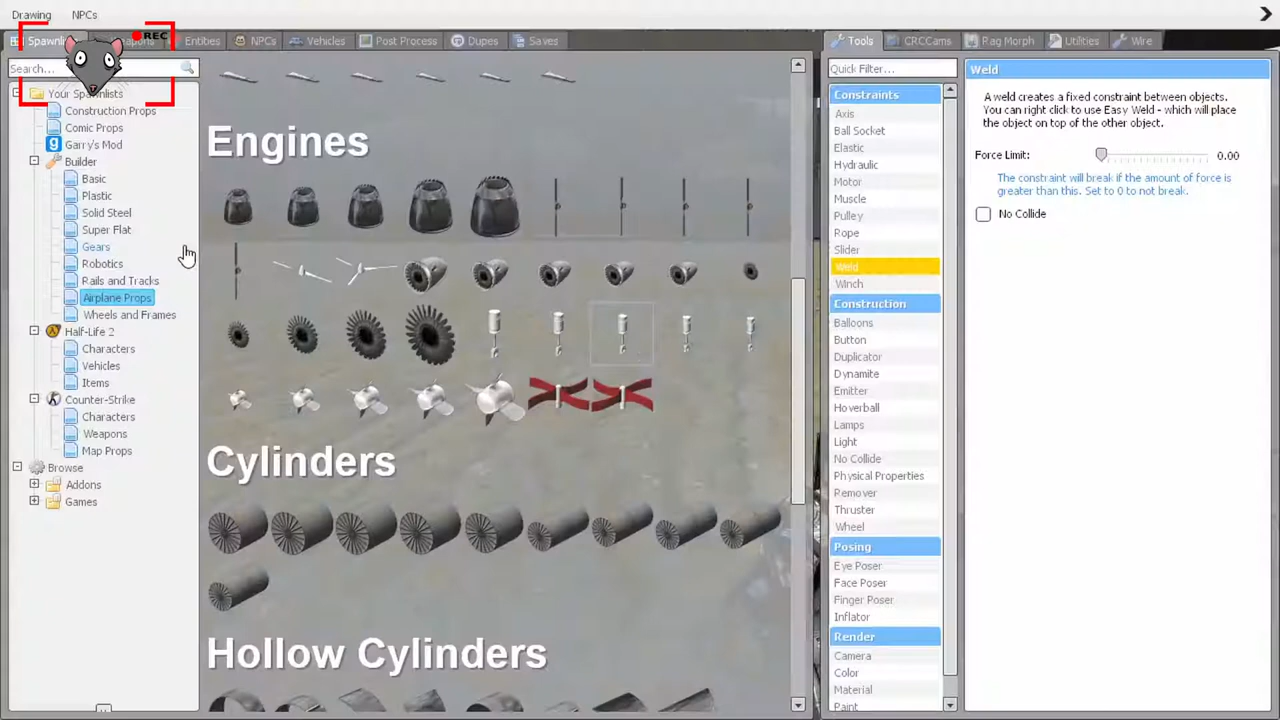 Drawing NPCs
REC
Spawnlists Weapons Entities NPCs Vehicles Post Process Dupes Saves
Search...
Your Spawnlists
Construction Props
Comic Props
g Garry's Mod
Builder
Basic
Plastic
Solid Steel
Super Flat
Gears
Robotics
Rails and Tracks
Airplane Props
Wheels and Frames
Half-Life 2
Characters
Vehicles
Items
Counter-Strike
Characters
Weapons
Map Props
Browse
Addons
Games
Engines
Cylinders
Hollow Cylinders
Tools CRCCams Rag Morph Utilities Wire
Quick Filter...
Constraints
Axis
Ball Socket
Elastic
Hydraulic
Motor
Muscle
Pulley
Rope
Slider
Weld
Winch
Construction
Balloons
Button
Duplicator
Dynamite
Emitter
Hoverball
Lamps
Light
No Collide
Physical Properties
Remover
Thruster
Wheel
Posing
Eye Poser
Face Poser
Finger Poser
Inflator
Render
Camera
Color
Material
Paint
Weld
A weld creates a fixed constraint between objects.
You can right click to use Easy Weld - which will place
the object on top of the other object.
Force Limit: 0.00
The constraint will break if the amount of force is
greater than this. Set to 0 to not break.
No Collide